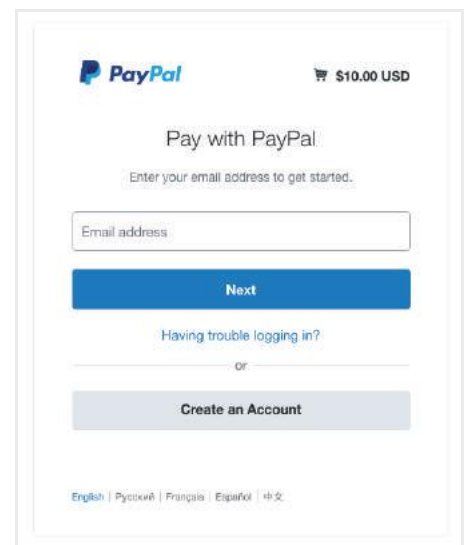 PayPal $10.00 USD
Pay with PayPal
Enter your email address to get started.
Email address
Next
Having trouble logging in?
or
Create an Account
English | Русский | Français | Español | 中文